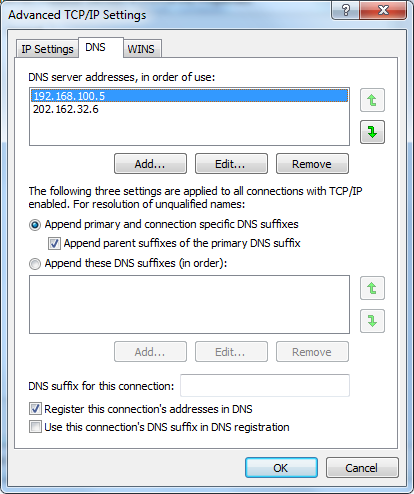 Advanced TCP/IP Settings
IP Settings DNS WINS
DNS server addresses, in order of use:
192.168.100.5
202.162.32.6
Add... Edit... Remove
The following three settings are applied to all connections with TCP/IP
enabled. For resolution of unqualified names:
Append primary and connection specific DNS suffixes
Append parent suffixes of the primary DNS suffix
Append these DNS suffixes (in order):
Add... Edit... Remove
DNS suffix for this connection:
Register this connection's addresses in DNS
Use this connection's DNS suffix in DNS registration
OK Cancel